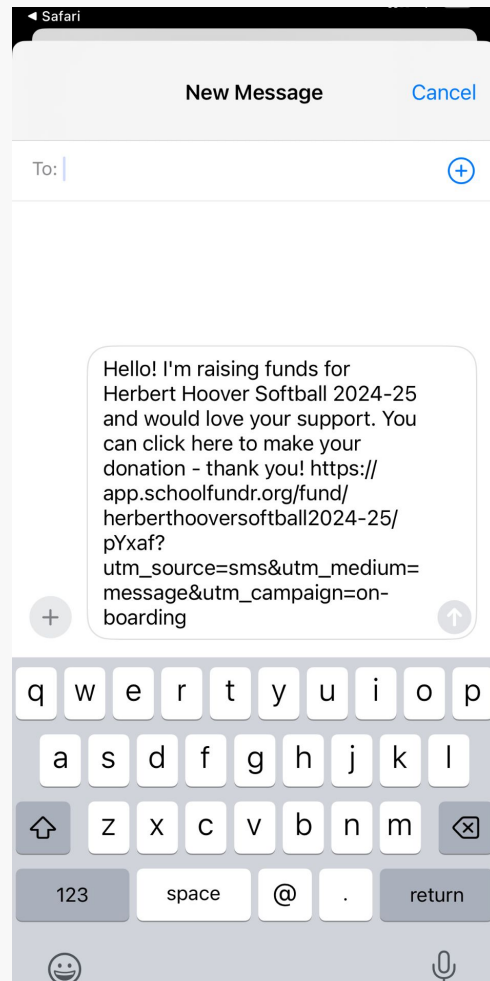 ◀ Safari
New Message
Cancel
To:
Hello! I'm raising funds for
Herbert Hoover Softball 2024-25
and would love your support. You
can click here to make your
donation - thank you! https://
app.schoolfundr.org/fund/
herberthooversoftball2024-25/
pYxaf?
utm_source=sms&utm_medium=
message&utm_campaign=on-
boarding
q w e r t y u i o p
a s d f g h j k l
z x c v b n m
123 space @ . return